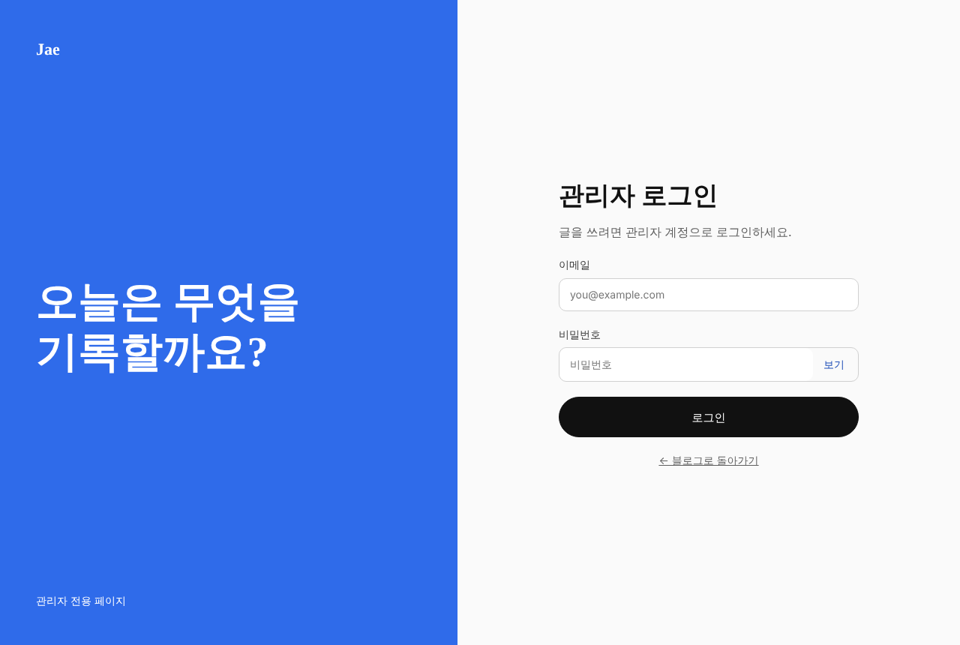 Jae
오늘은 무엇을
기록할까요?
관리자 전용 페이지
관리자 로그인
글을 쓰려면 관리자 계정으로 로그인하세요.
이메일
you@example.com
비밀번호
비밀번호
보기
로그인
← 블로그로 돌아가기